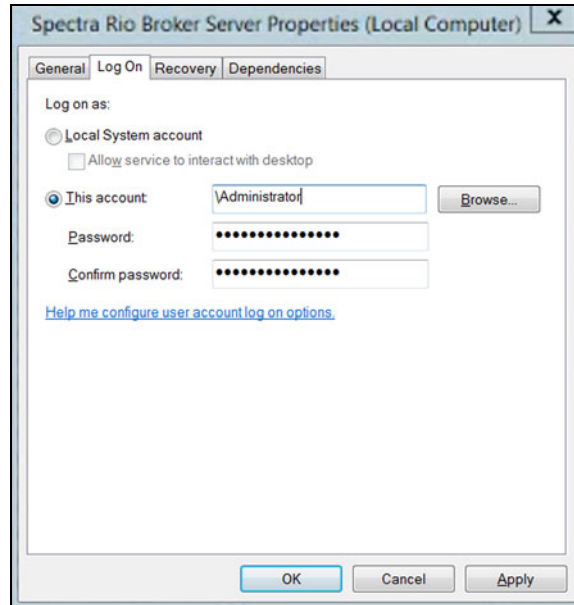 Spectra Rio Broker Server Properties (Local Computer) X
General Log On Recovery Dependencies
Log on as:
Local System account
Allow service to interact with desktop
This account: \Administrator Browse...
Password: •••••••••••••••
Confirm password: •••••••••••••••
Help me configure user account log on options.
OK Cancel Apply